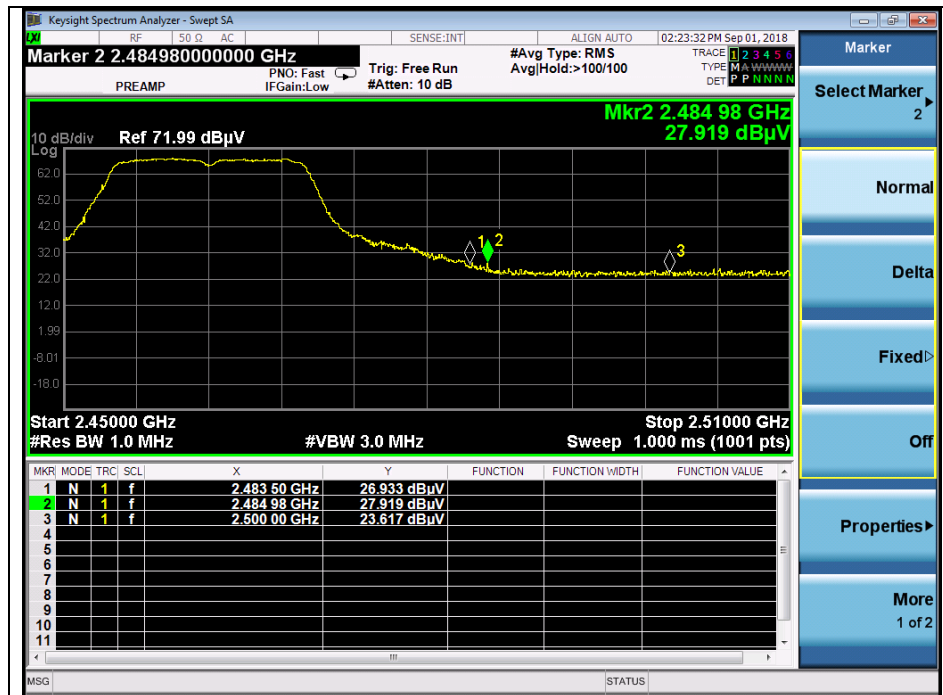 Keysight Spectrum Analyzer - Swept SA
LXI RF 50 Ω AC SENSE:INT ALIGN AUTO 02:23:32 PM Sep 01, 2018
Marker 2 2.484980000000 GHz
PREAMP
PNO: Fast
IFGain:Low
Trig: Free Run
#Atten: 10 dB
#Avg Type: RMS
Avg|Hold:>100/100
TRACE 1 2 3 4 5 6
TYPE M A W W W W
DET P P N N N N
Mkr2 2.484 98 GHz
27.919 dBµV
10 dB/div Ref 71.99 dBµV
Log
62.0
52.0
42.0
32.0
22.0
12.0
1.99
-8.01
-18.0
1 2 3
Start 2.45000 GHz Stop 2.51000 GHz
#Res BW 1.0 MHz #VBW 3.0 MHz Sweep 1.000 ms (1001 pts)
MKR MODE TRC SCL X Y FUNCTION FUNCTION WIDTH FUNCTION VALUE
1 N 1 f 2.483 50 GHz 26.933 dBµV
2 N 1 f 2.484 98 GHz 27.919 dBµV
3 N 1 f 2.500 00 GHz 23.617 dBµV
4
5
6
7
8
9
10
11
MSG STATUS
Marker
Select Marker
2
Normal
Delta
Fixed
Off
Properties
More
1 of 2